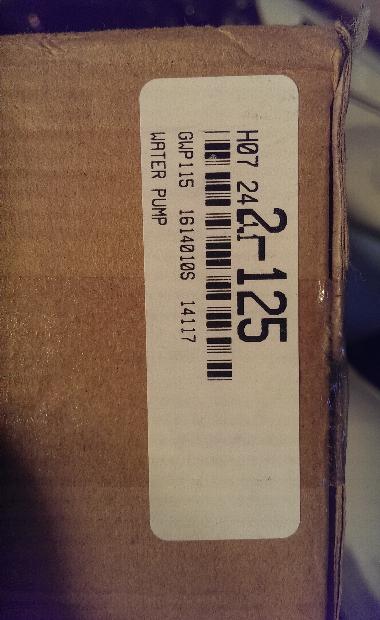 H07 24
2-125
GWP115 1614010S 14117
WATER PUMP